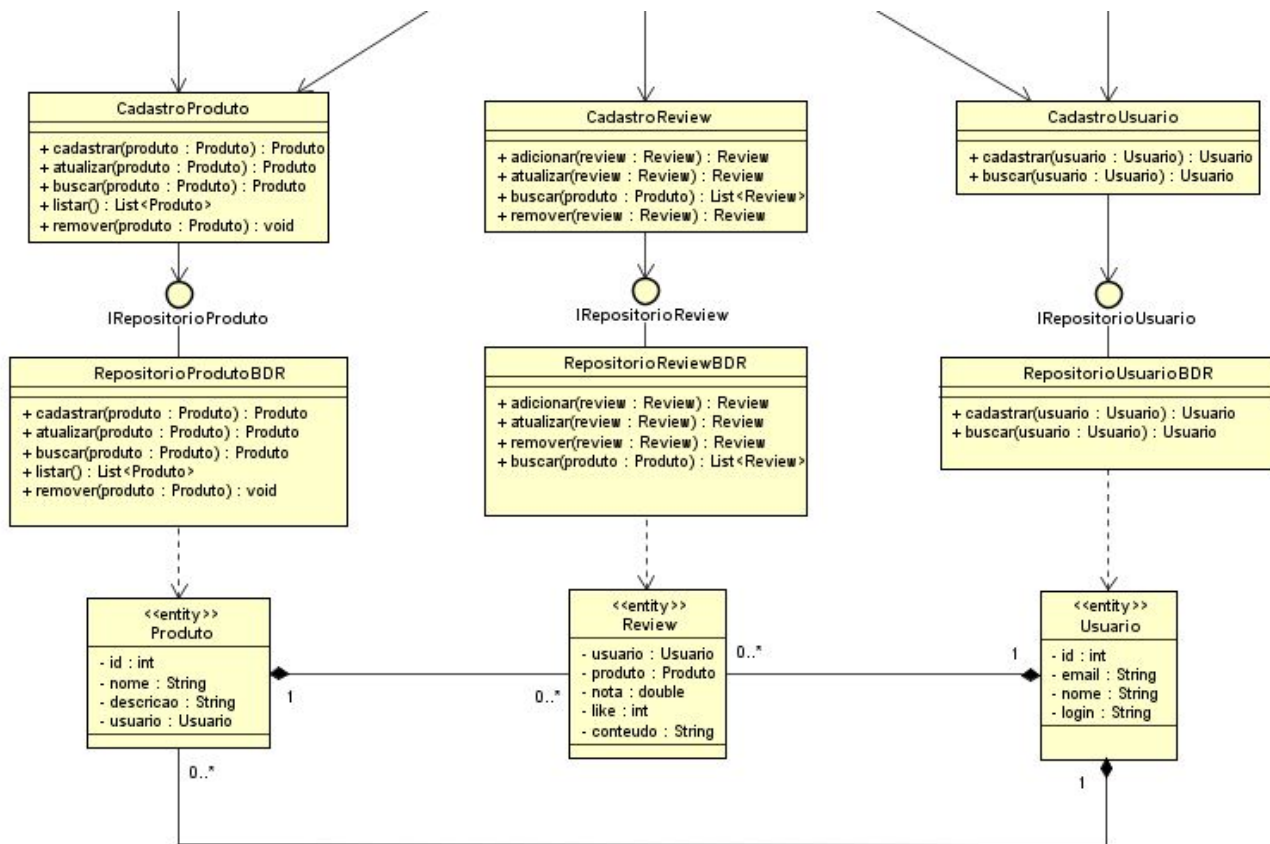 CadastroProduto
+ cadastrar(produto : Produto) : Produto
+ atualizar(produto : Produto) : Produto
+ buscar(produto : Produto) : Produto
+ listar() : List<Produto>
+ remover(produto : Produto) : void
CadastroReview
+ adicionar(review : Review) : Review
+ atualizar(review : Review) : Review
+ buscar(produto : Produto) : List<Review>
+ remover(review : Review) : Review
CadastroUsuario
+ cadastrar(usuario : Usuario) : Usuario
+ buscar(usuario : Usuario) : Usuario
IRepositorioProduto
IRepositorioReview
IRepositorioUsuario
RepositorioProdutoBDR
+ cadastrar(produto : Produto) : Produto
+ atualizar(produto : Produto) : Produto
+ buscar(produto : Produto) : Produto
+ listar() : List<Produto>
+ remover(produto : Produto) : void
RepositorioReviewBDR
+ adicionar(review : Review) : Review
+ atualizar(review : Review) : Review
+ remover(review : Review) : Review
+ buscar(produto : Produto) : List<Review>
RepositorioUsuarioBDR
+ cadastrar(usuario : Usuario) : Usuario
+ buscar(usuario : Usuario) : Usuario
<<entity>>
Produto
- id : int
- nome : String
- descricao : String
- usuario : Usuario
1
0..*
<<entity>>
Review
- usuario : Usuario
- produto : Produto
- nota : double
- like : int
- conteudo : String
0..*
1
<<entity>>
Usuario
- id : int
- email : String
- nome : String
- login : String
0..*
1